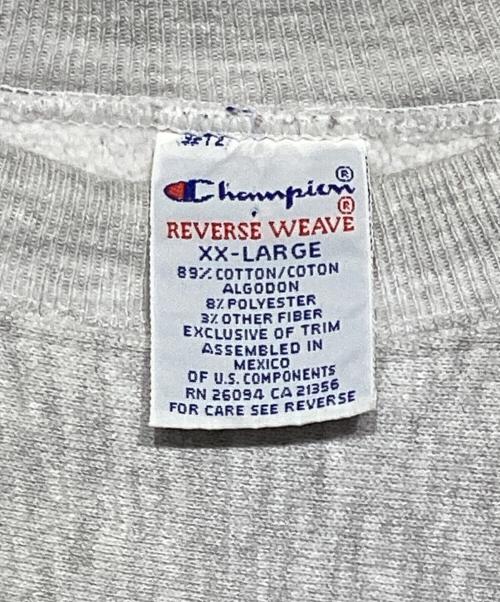 Champion®
®
REVERSE WEAVE
XX-LARGE
89% COTTON/COTON
ALGODON
8% POLYESTER
3% OTHER FIBER
EXCLUSIVE OF TRIM
ASSEMBLED IN
MEXICO
OF U.S. COMPONENTS
RN 26094 CA 21356
FOR CARE SEE REVERSE